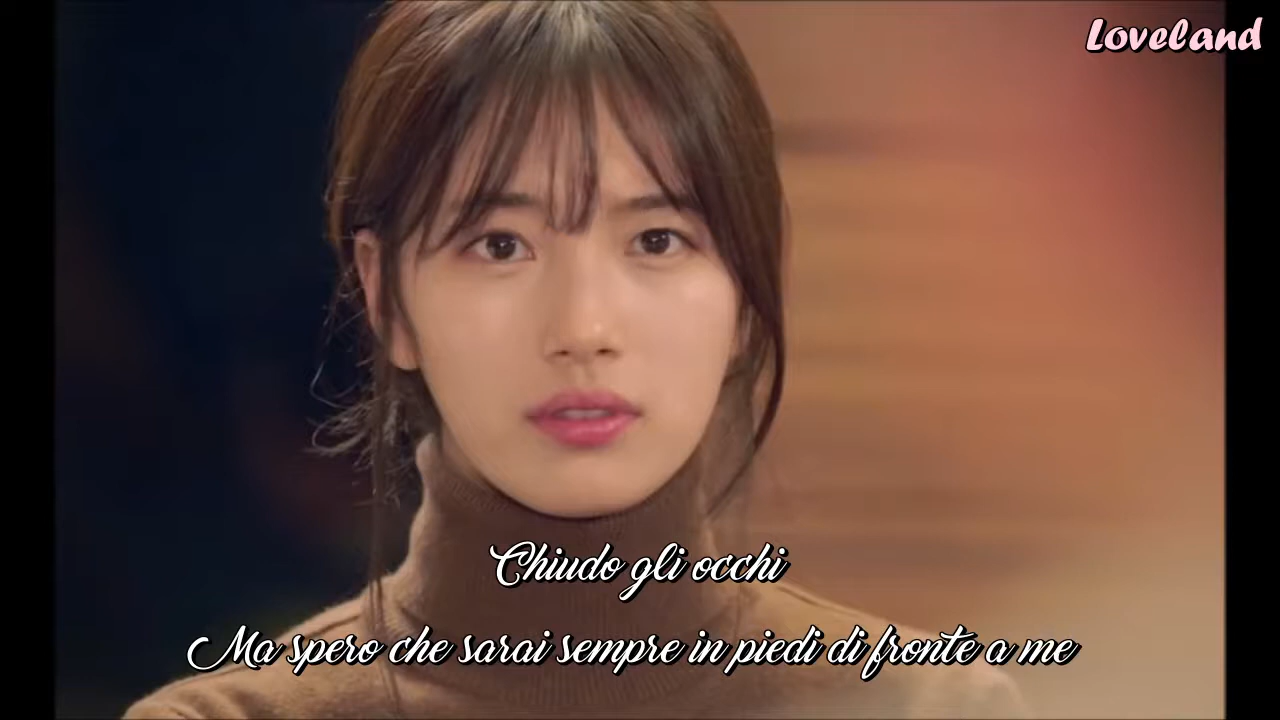 Loveland
Chiudo gli occhi
Ma spero che sarai sempre in piedi di fronte a me